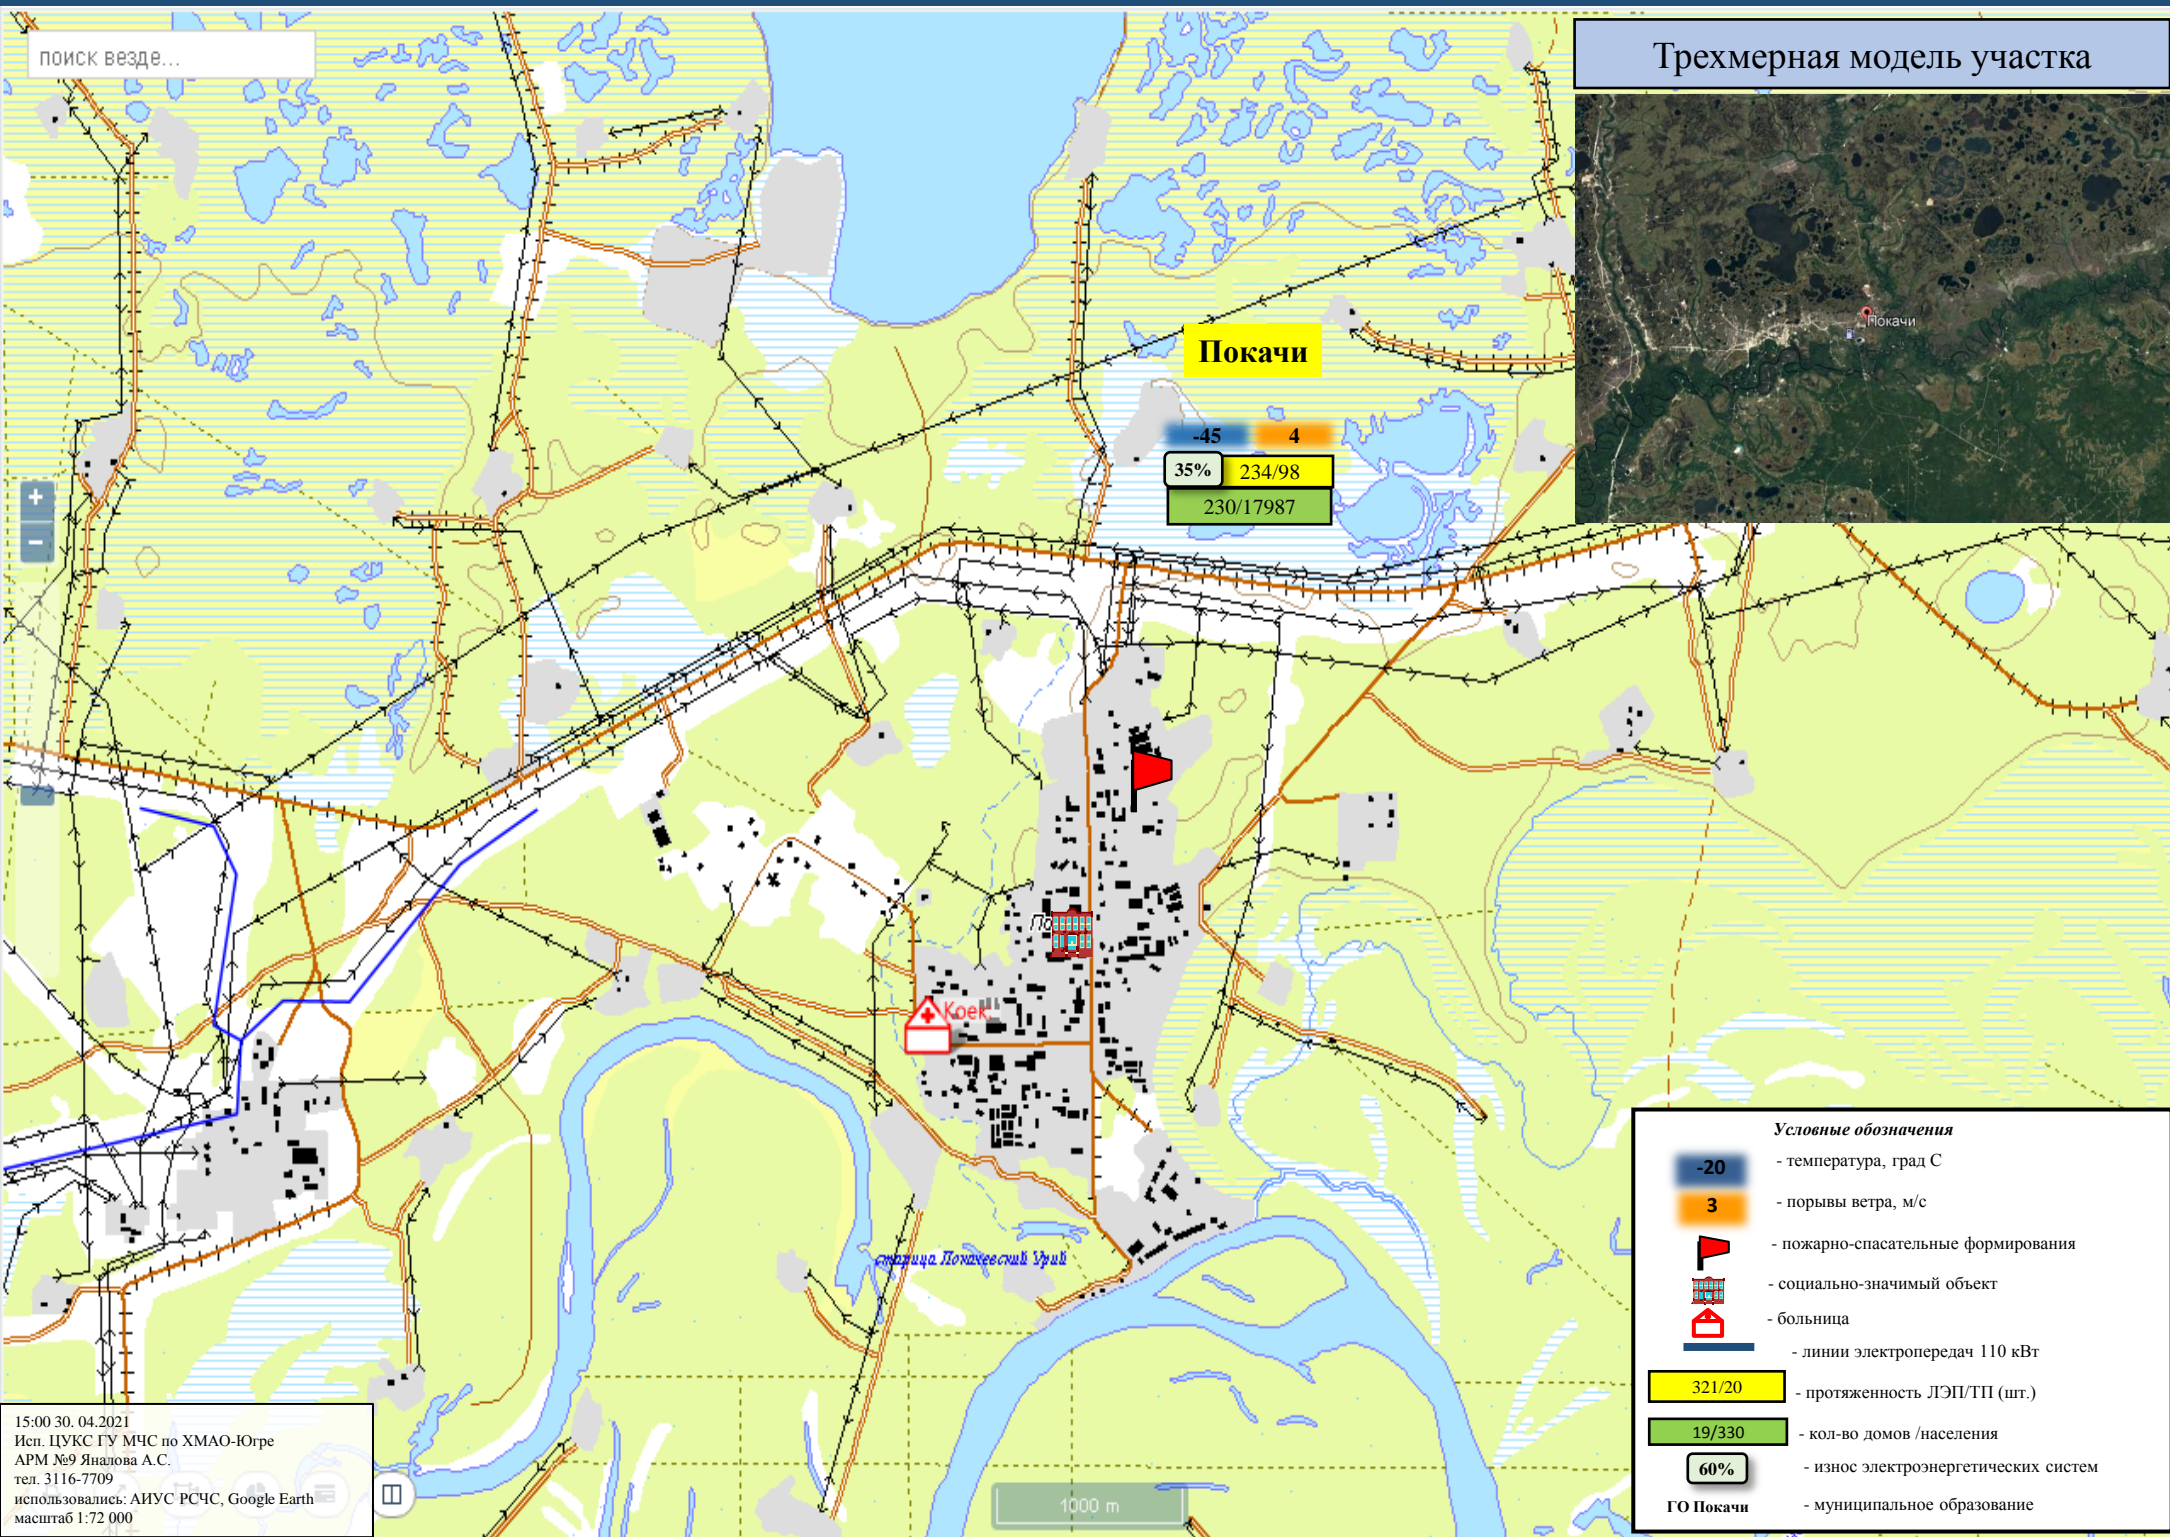 поиск везде...
Трехмерная модель участка
Покачи
Покачи
-45
4
35%
234/98
230/17987
По
Коек:
старица Покачевский Урий
Условные обозначения
-20
- температура, град С
3
- порывы ветра, м/с
- пожарно-спасательные формирования
- социально-значимый объект
- больница
- линии электропередач 110 кВт
321/20
- протяженность ЛЭП/ТП (шт.)
19/330
- кол-во домов /населения
60%
- износ электроэнергетических систем
ГО Покачи
- муниципальное образование
15:00 30. 04.2021
Исп. ЦУКС ГУ МЧС по ХМАО-Югре
АРМ №9 Яналова А.С.
тел. 3116-7709
использовались: АИУС РСЧС, Google Earth
масштаб 1:72 000
1000 m